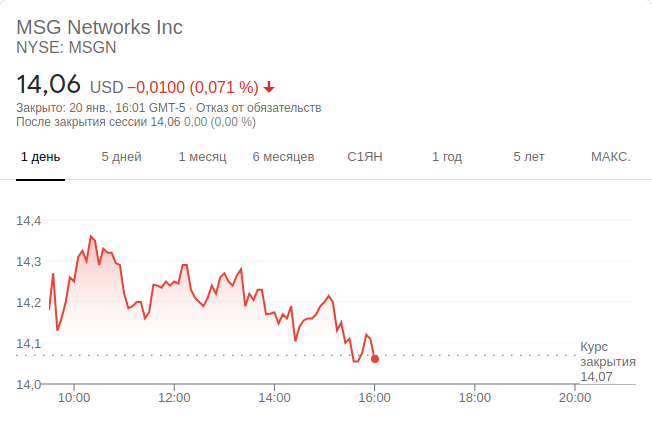 MSG Networks Inc
NYSE: MSGN
14,06 USD −0,0100 (0,071 %)
Закрыто: 20 янв., 16:01 GMT-5 · Отказ от обязательств
После закрытия сессии 14,06 0,00 (0,00 %)
1 день 5 дней 1 месяц 6 месяцев С1ЯН 1 год 5 лет МАКС.
14,4
14,3
14,2
14,1
14,0
Курс
закрытия
14,07
10:00 12:00 14:00 16:00 18:00 20:00